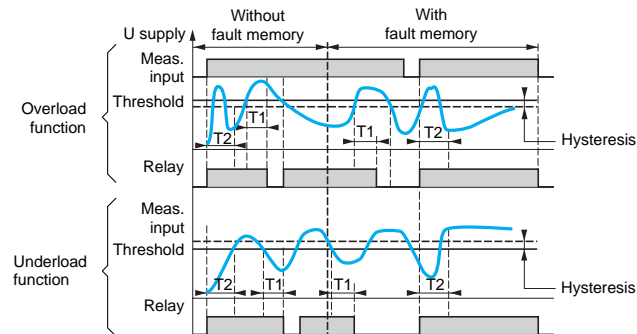 U supply
Without
fault memory
With
fault memory
Meas.
input
Overload
function
Threshold
T1
T2
T1
T2
Hysteresis
Relay
Meas.
input
Underload
function
Threshold
T2
T1
T1
T2
Hysteresis
Relay